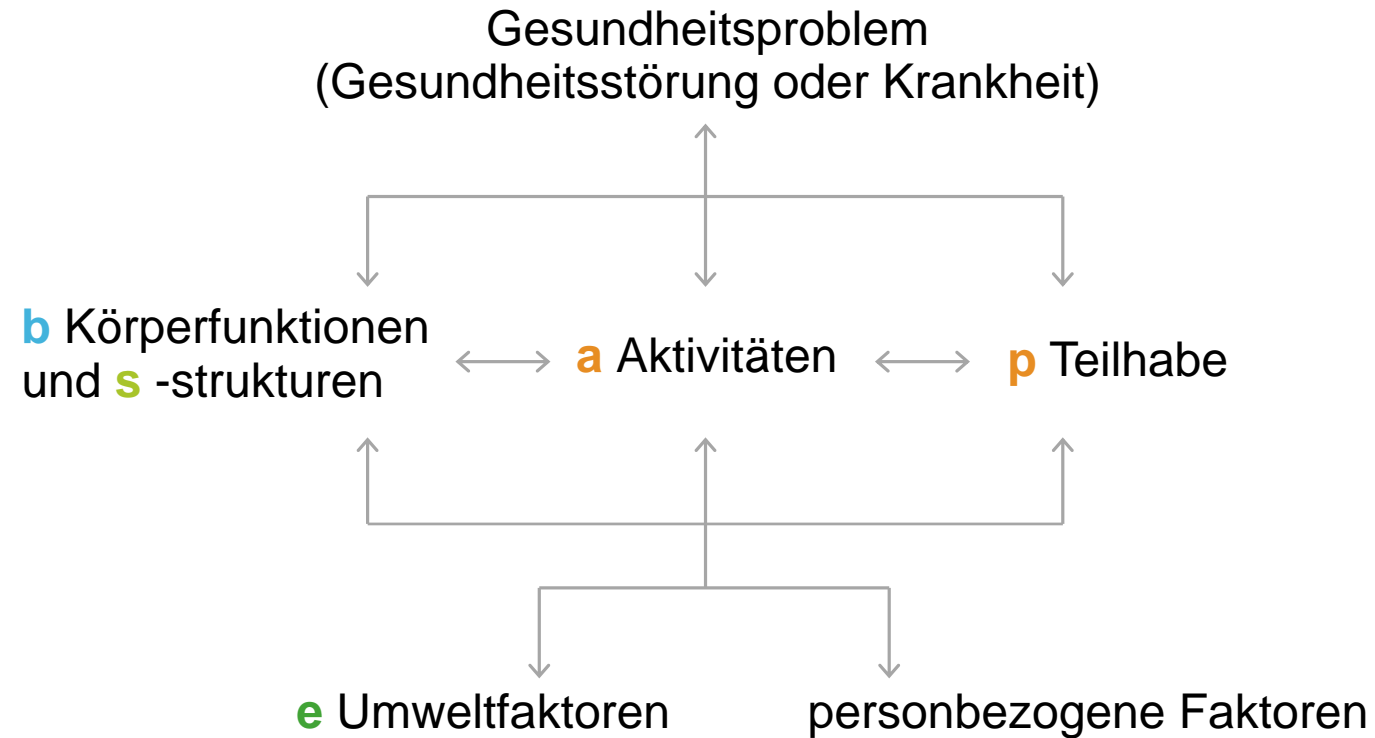 Gesundheitsproblem
(Gesundheitsstörung oder Krankheit)
b Körperfunktionen
und s -strukturen
a Aktivitäten
p Teilhabe
e Umweltfaktoren
personbezogene Faktoren